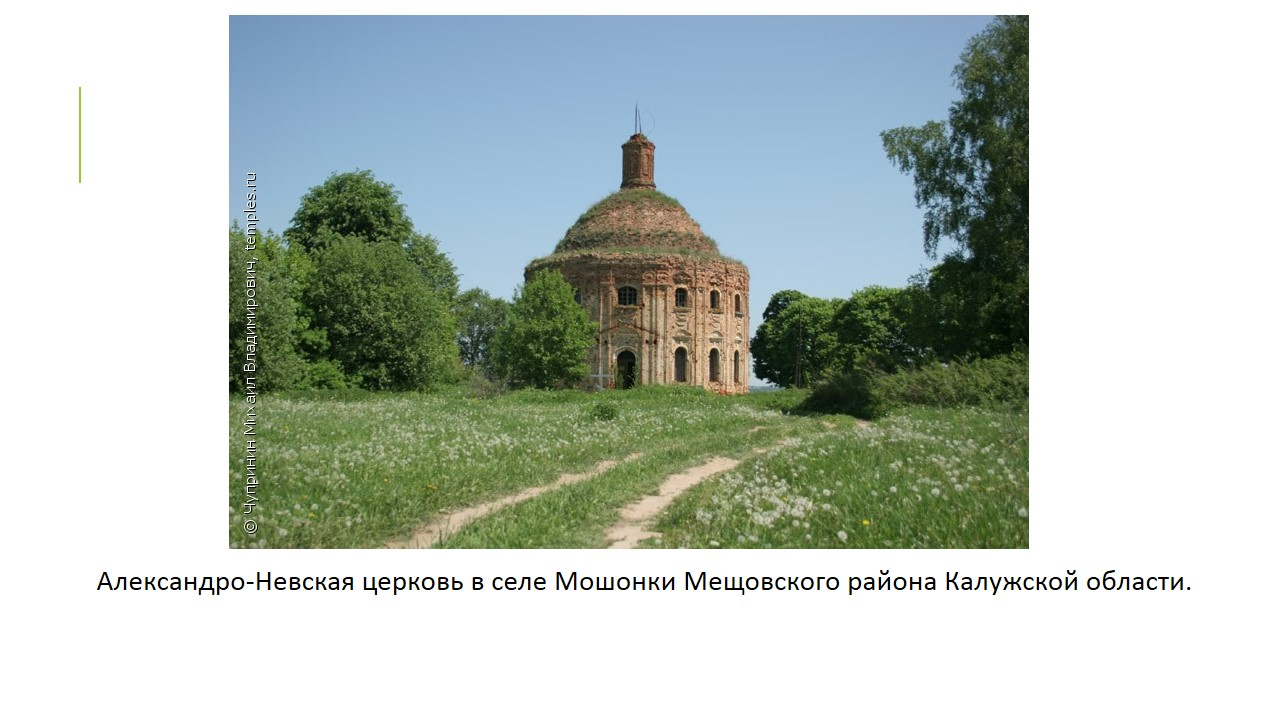 © Чупринин Михаил Владимирович, temples.ru
Александро-Невская церковь в селе Мошонки Мещовского района Калужской области.